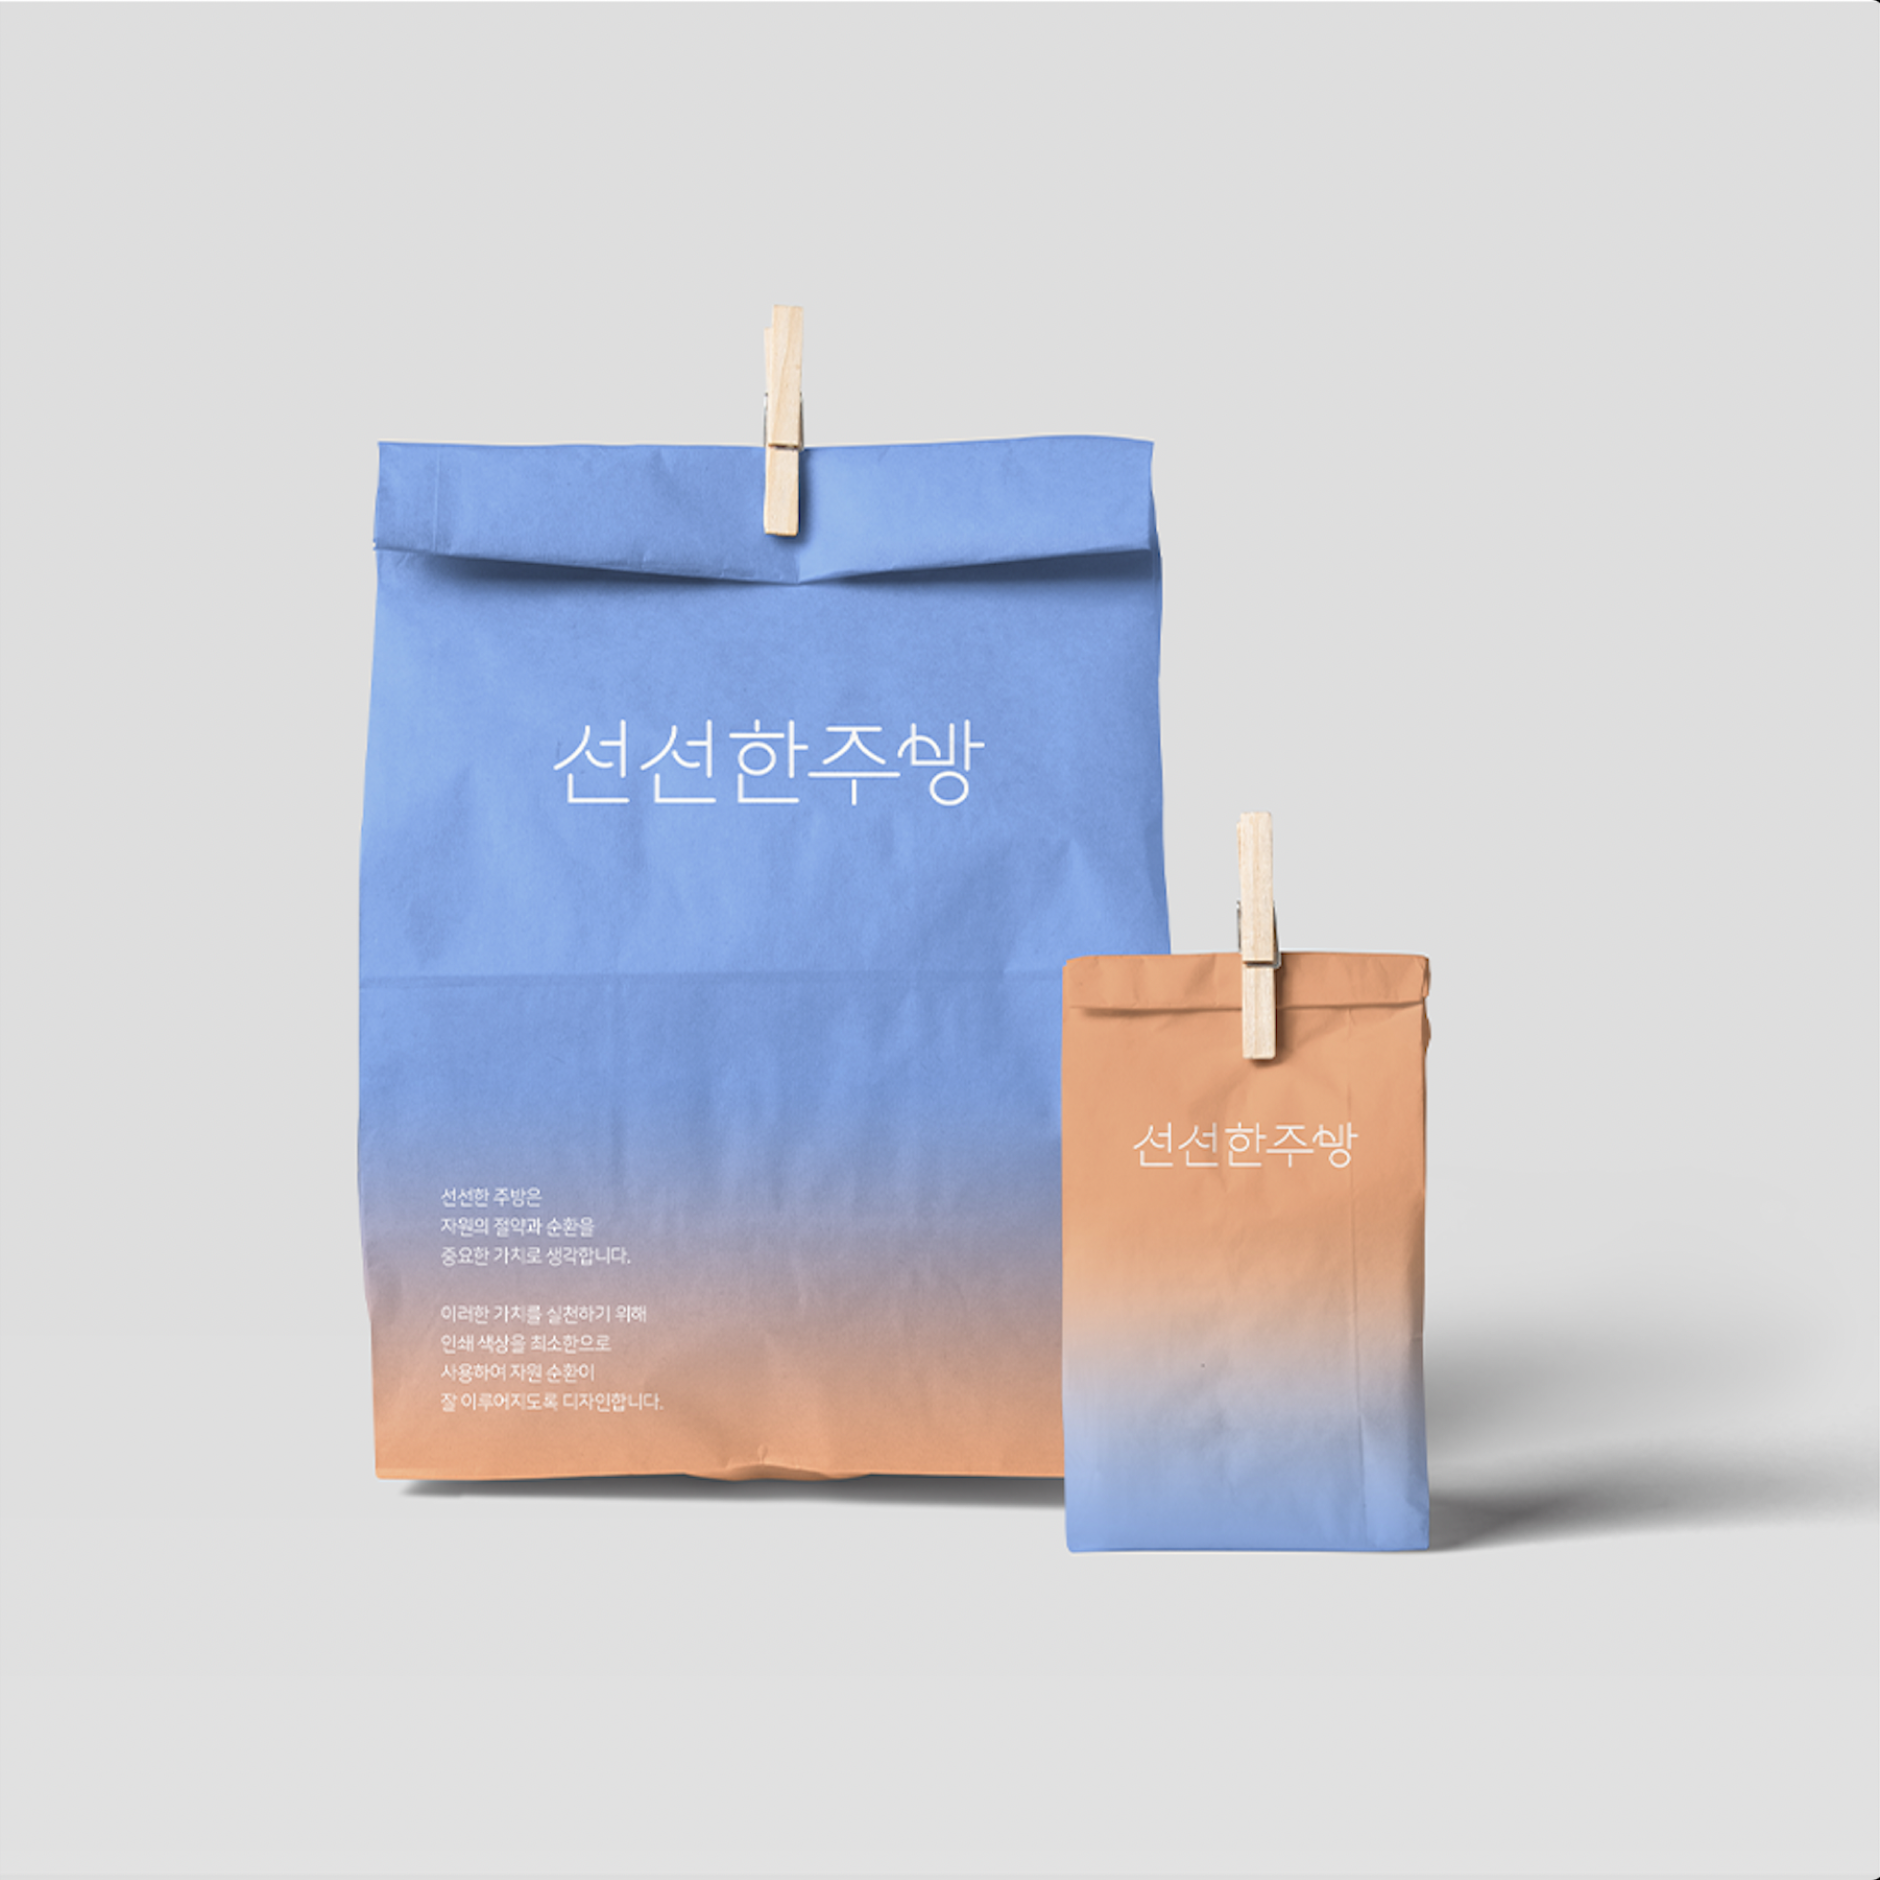 선선한주방
선선한 주방은
자원의 절약과 순환을
중요한 가치로 생각합니다.
이러한 가치를 실천하기 위해
인쇄 색상을 최소한으로
사용하여 자원 순환이
잘 이루어지도록 디자인합니다.
선선한주방